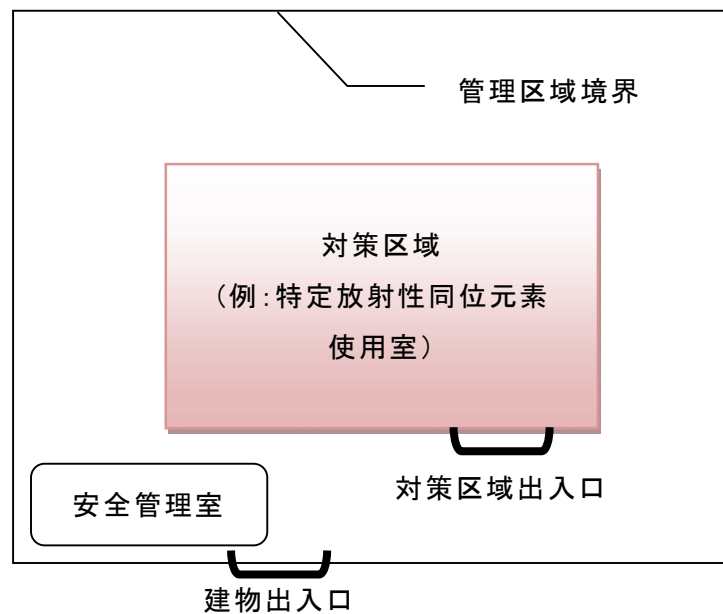 管理区域境界
対策区域
（例：特定放射性同位元素
使用室）
対策区域出入口
安全管理室
建物出入口